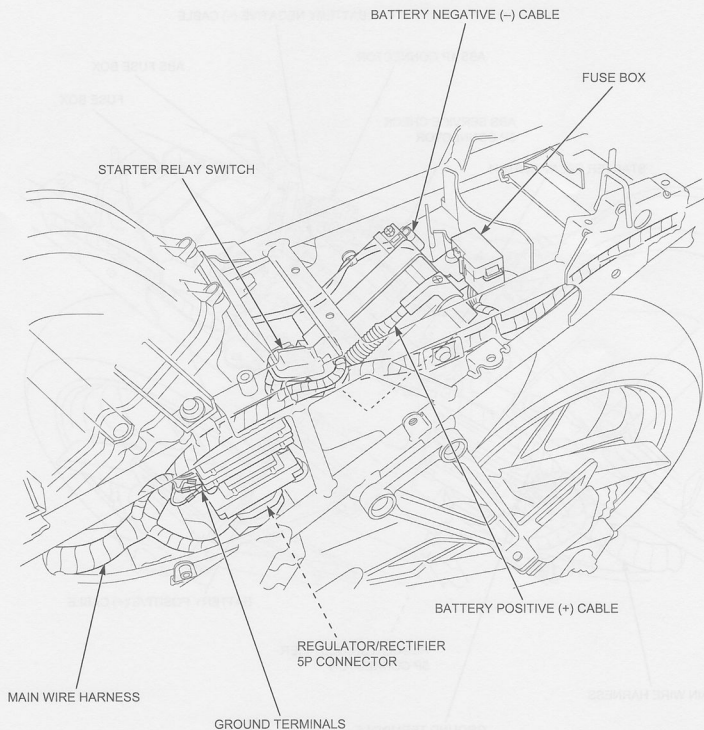 BATTERY NEGATIVE (–) CABLE
FUSE BOX
STARTER RELAY SWITCH
BATTERY POSITIVE (+) CABLE
REGULATOR/RECTIFIER
5P CONNECTOR
MAIN WIRE HARNESS
GROUND TERMINALS